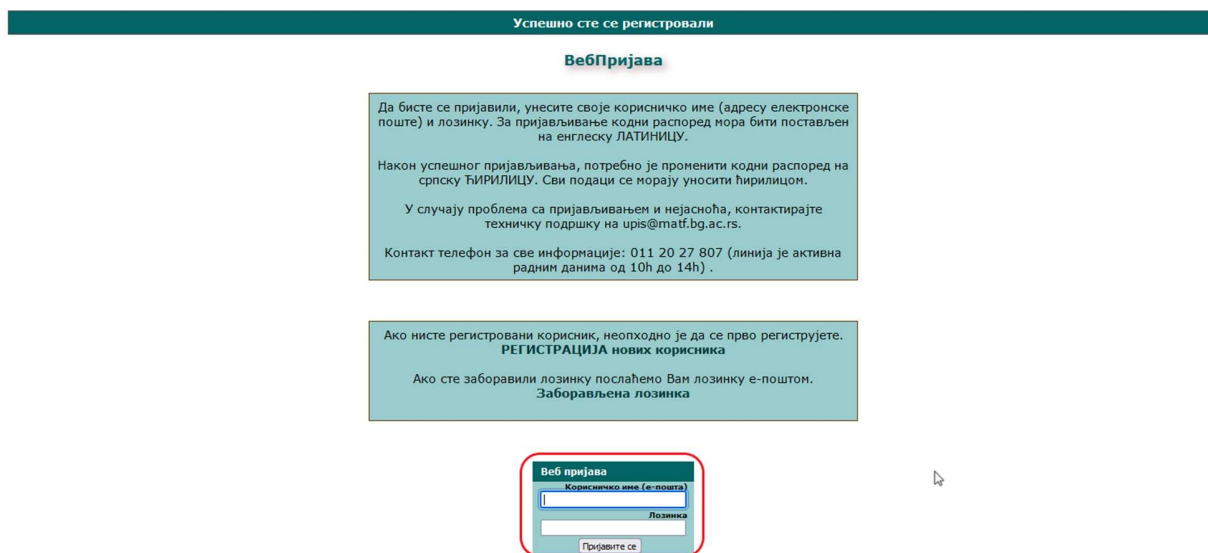 Успешно сте се регистровали
ВебПријава
Да бисте се пријавили, унесите своје корисничко име (адресу електронске
поште) и лозинку. За пријављивање кодни распоред мора бити постављен
на енглеску ЛАТИНИЦУ.
Након успешног пријављивања, потребно је променити кодни распоред на
српску ЋИРИЛИЦУ. Сви подаци се морају уносити ћирилицом.
У случају проблема са пријављивањем и нејасноћа, контактирајте
техничку подршку на upis@matf.bg.ac.rs.
Контакт телефон за све информације: 011 20 27 807 (линија је активна
радним данима од 10h до 14h) .
Ако нисте регистровани корисник, неопходно је да се прво региструјете.
РЕГИСТРАЦИЈА нових корисника
Ако сте заборавили лозинку послаћемо Вам лозинку е-поштом.
Заборављена лозинка
Веб пријава
Корисничко име (е-пошта)
Лозинка
Пријавите се